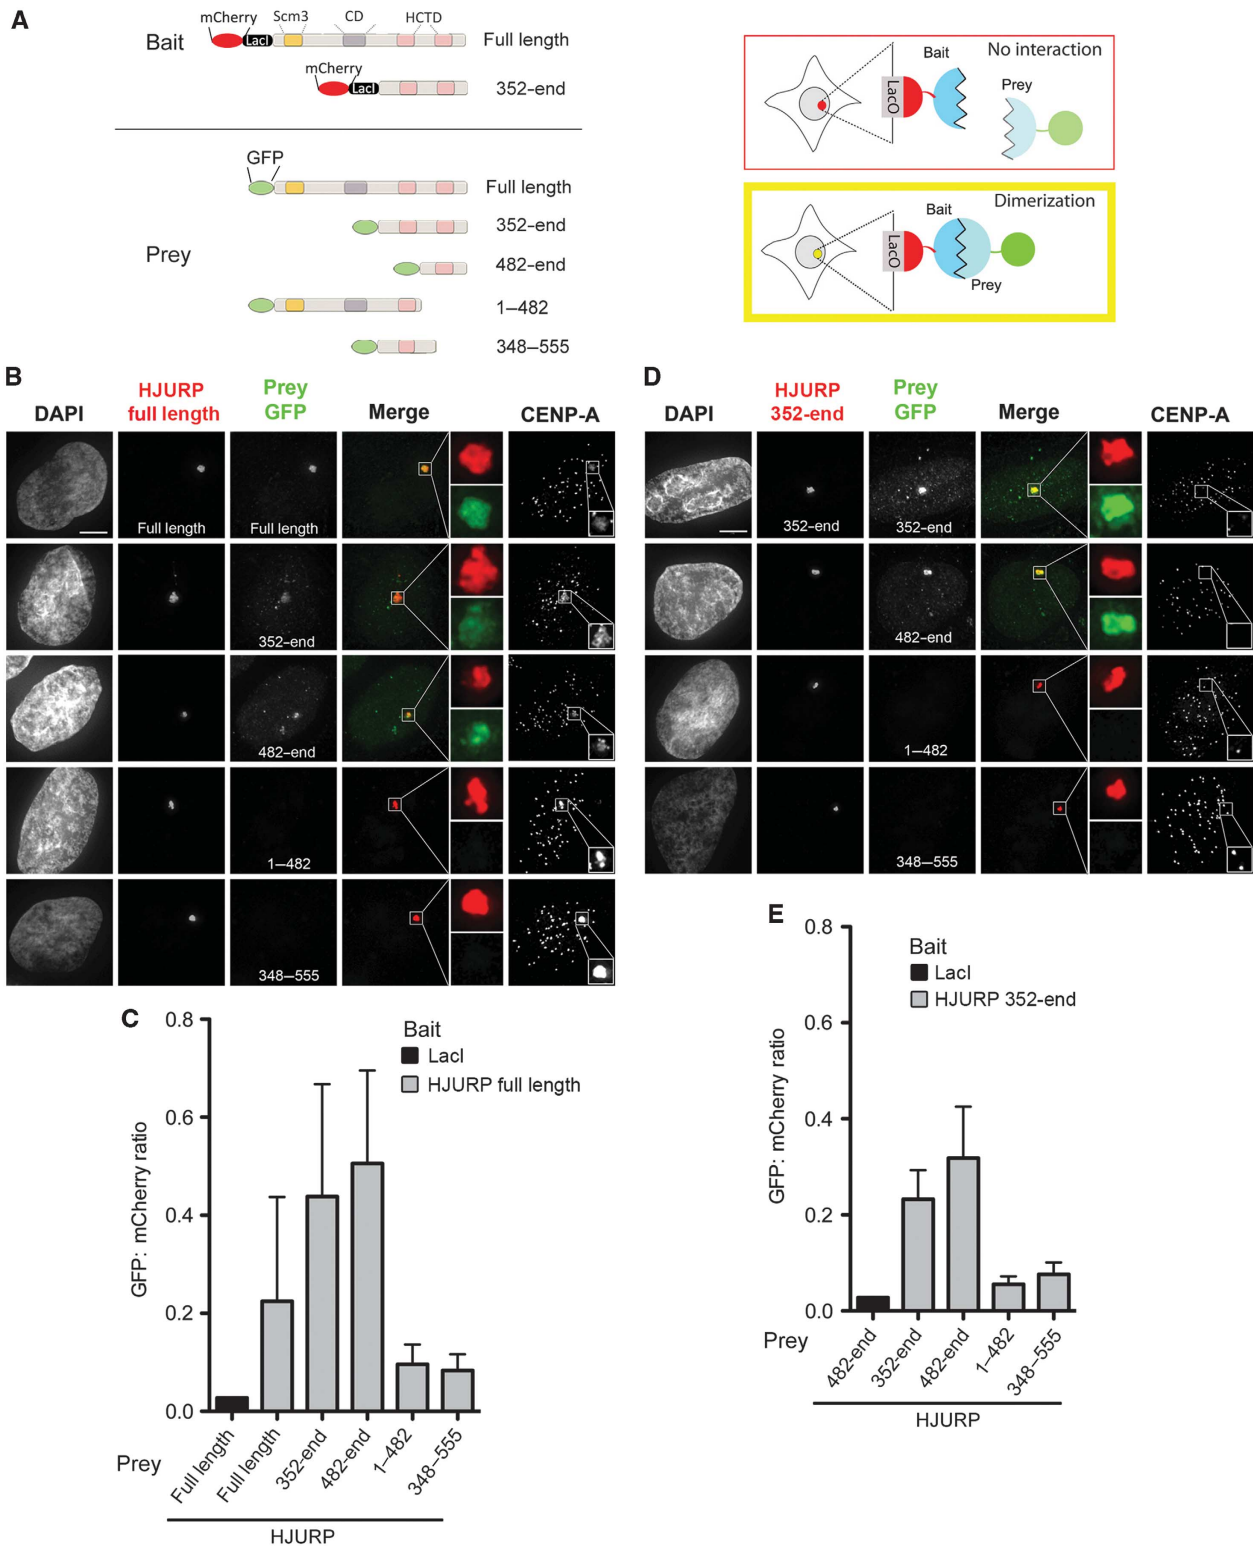 A
mCherry
Scm3
CD
HCTD
Bait
LacI
Full length
mCherry
LacI
352-end
GFP
Full length
352-end
Prey
482-end
1–482
348–555
No interaction
Bait
Prey
LacO
Dimerization
Bait
LacO
Prey
B
DAPI
HJURP
full length
Prey
GFP
Merge
CENP-A
Full length
Full length
352-end
482-end
1–482
348–555
D
DAPI
HJURP
352-end
Prey
GFP
Merge
CENP-A
352-end
352-end
482-end
1–482
348–555
C
0.8
0.6
0.4
0.2
0.0
GFP: mCherry ratio
Bait
LacI
HJURP full length
Prey
Full length
Full length
352-end
482-end
1–482
348–555
HJURP
E
0.8
0.6
0.4
0.2
0.0
GFP: mCherry ratio
Bait
LacI
HJURP 352-end
Prey
482-end
352-end
482-end
1–482
348–555
HJURP